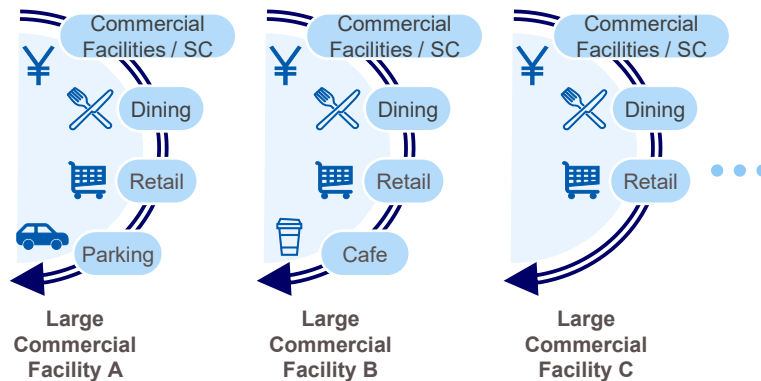 Commercial
Facilities / SC
¥
Dining
Retail
Parking
Large
Commercial
Facility A
Commercial
Facilities / SC
¥
Dining
Retail
Cafe
Large
Commercial
Facility B
Commercial
Facilities / SC
¥
Dining
Retail
Large
Commercial
Facility C